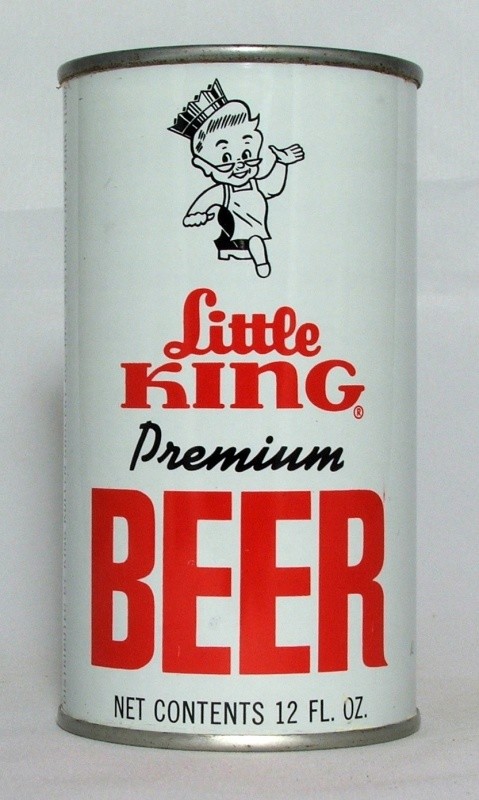 Little
KING®
Premium
BEER
NET CONTENTS 12 FL. OZ.